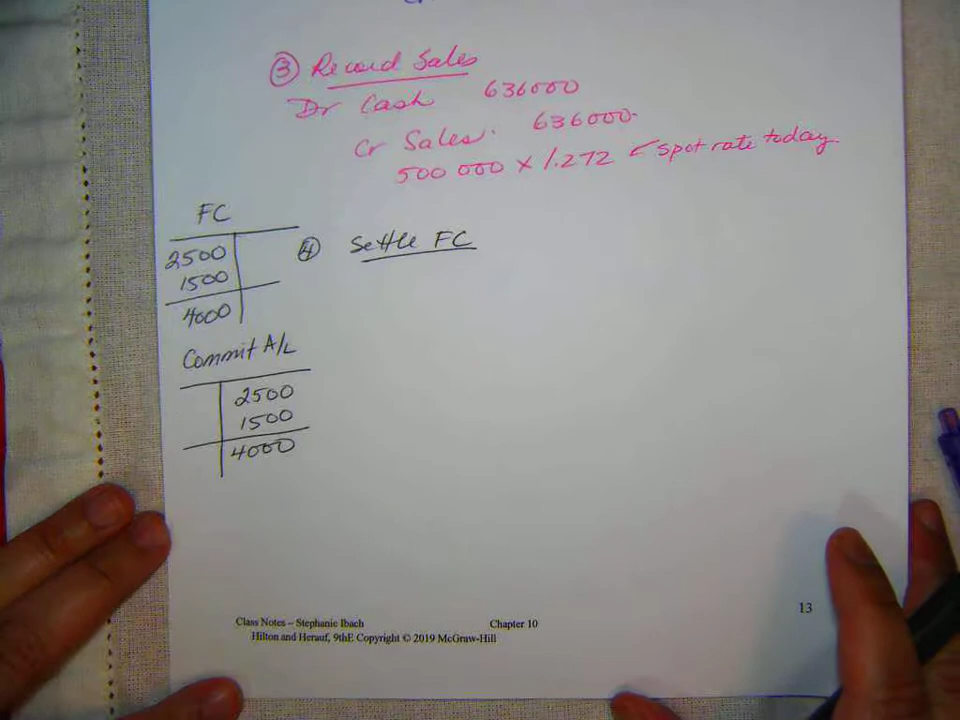 ③ Record Sales
Dr Cash 636000
Cr Sales. 636000.
500 000 × 1.272 ← spot rate today.
FC
2500
1500
4000
④ Settle FC
Commit A/L
2500
1500
4000
13
Class Notes – Stephanie Ibach Chapter 10
Hilton and Herauf, 9thE Copyright © 2019 McGraw-Hill